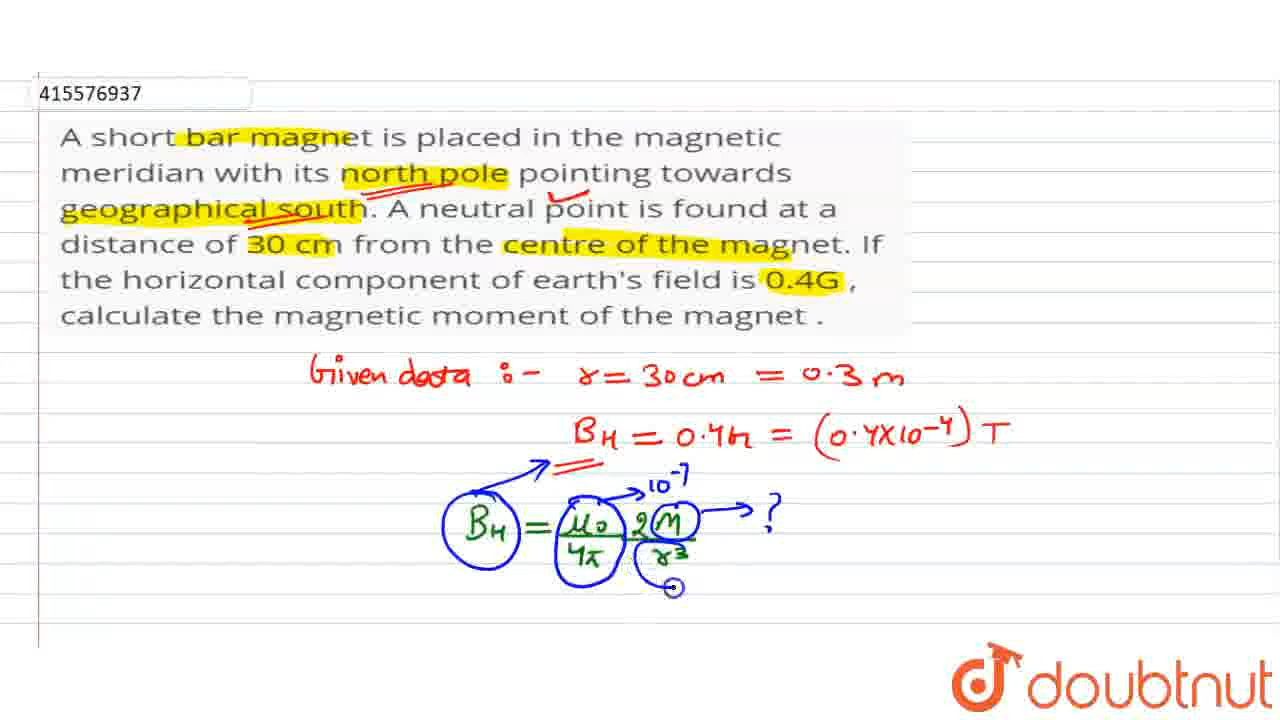 415576937
A short bar magnet is placed in the magnetic
meridian with its north pole pointing towards
geographical south. A neutral point is found at a
distance of 30 cm from the centre of the magnet. If
the horizontal component of earth's field is 0.4G ,
calculate the magnetic moment of the magnet .
Given data :- r = 30 cm = 0.3 m
B_H = 0.4 G = (0.4×10⁻⁴) T
10⁻⁷
B_H = μ₀/4π 2M/r³ → ?
doubtnut